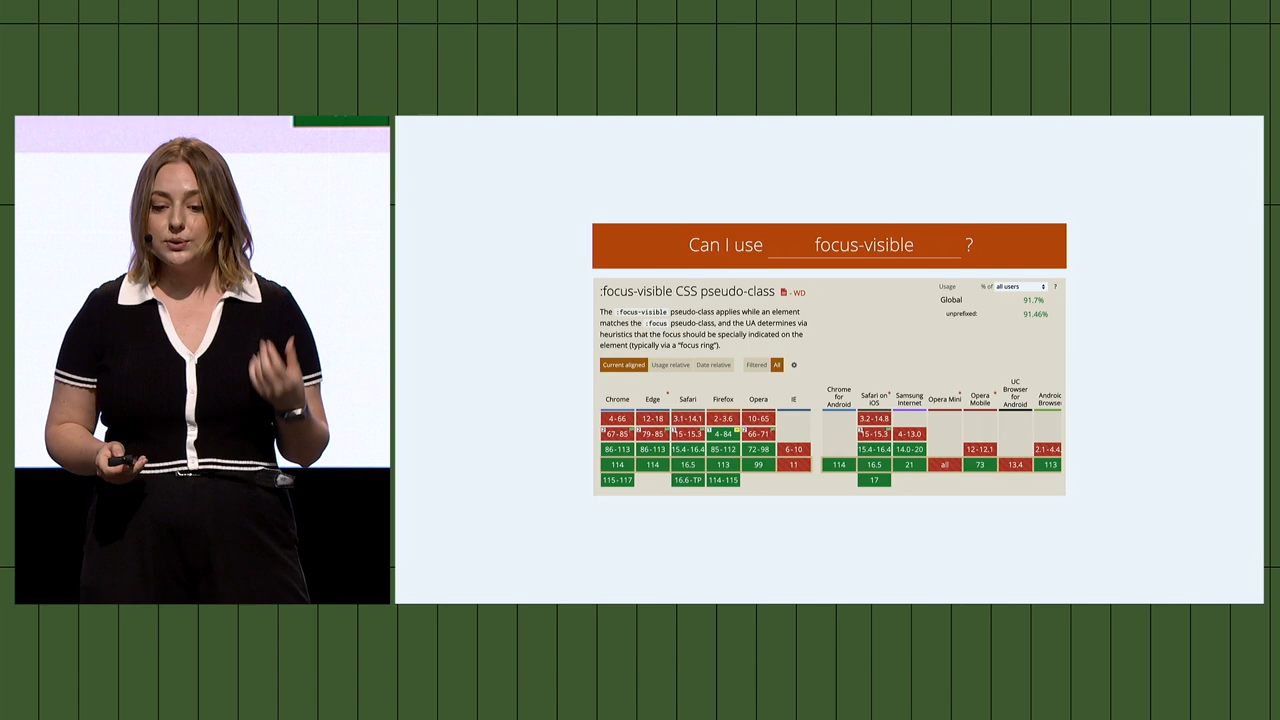 Can I use focus-visible ?
:focus-visible CSS pseudo-class - WD
The :focus-visible pseudo-class applies while an element
matches the :focus pseudo-class, and the UA determines via
heuristics that the focus should be specially indicated on the
element (typically via a "focus ring").
Usage % of all users ?
Global 91.7%
unprefixed: 91.46%
Current aligned Usage relative Date relative Filtered All
Chrome Edge * Safari Firefox Opera IE Chrome for Android Safari on iOS * Samsung Internet Opera Mini * Opera Mobile * UC Browser for Android Android Browser
4-66 12-18 3.1-14.1 2-3.6 10-65 3.2-14.8
67-85 79-85 15-15.3 4-84 66-71 15-15.3 4-13.0
86-113 86-113 15.4-16.4 85-112 72-98 6-10 15.4-16.4 14.0-20 12-12.1 2.1-4.4.
114 114 16.5 113 99 11 114 16.5 21 all 73 13.4 113
115-117 16.6-TP 114-115 17